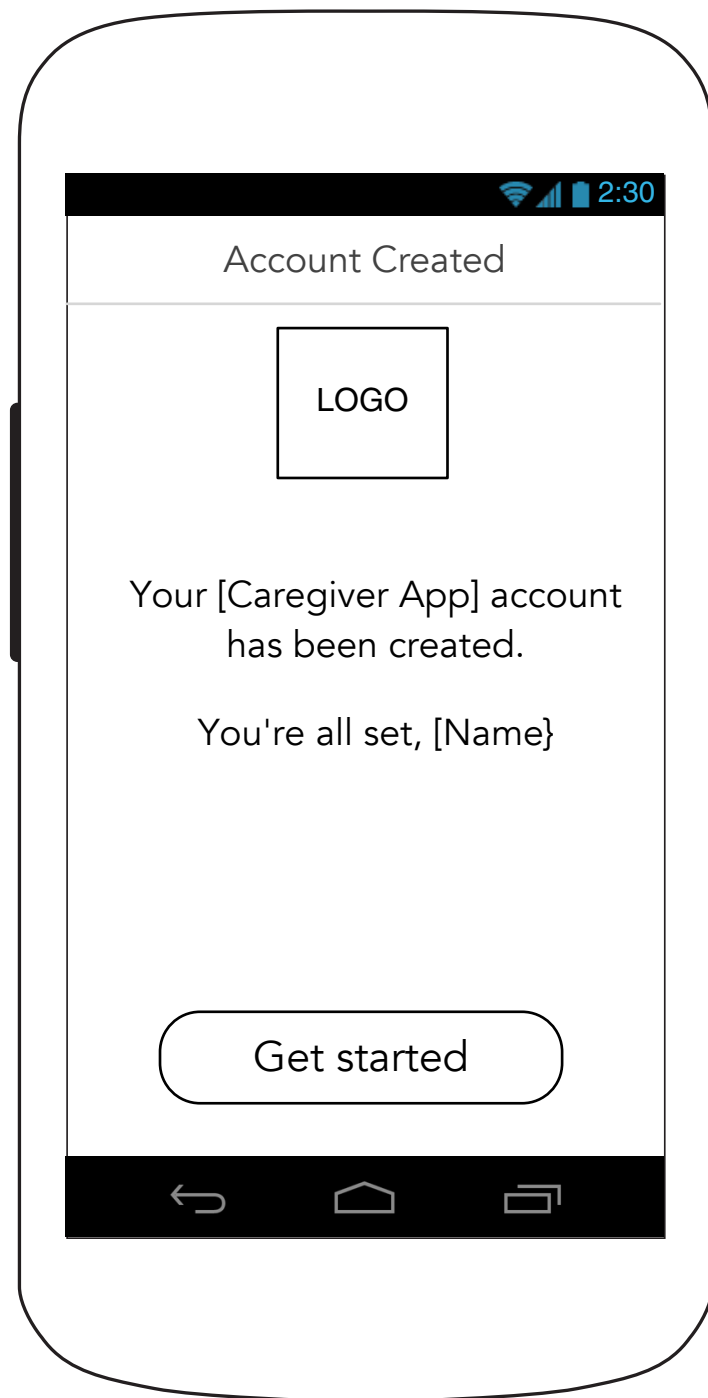 2:30
Account Created
LOGO
Your [Caregiver App] account
has been created.
You're all set, [Name}
Get started